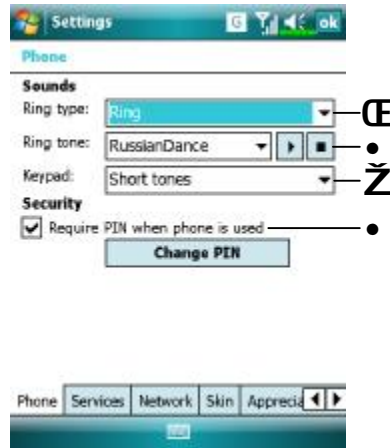 Settings G ok
Phone
Sounds
Ring type: Ring Œ
Ring tone: RussianDance •
Keypad: Short tones Ž
Security
Require PIN when phone is used •
Change PIN
Phone Services Network Skin Apprecia